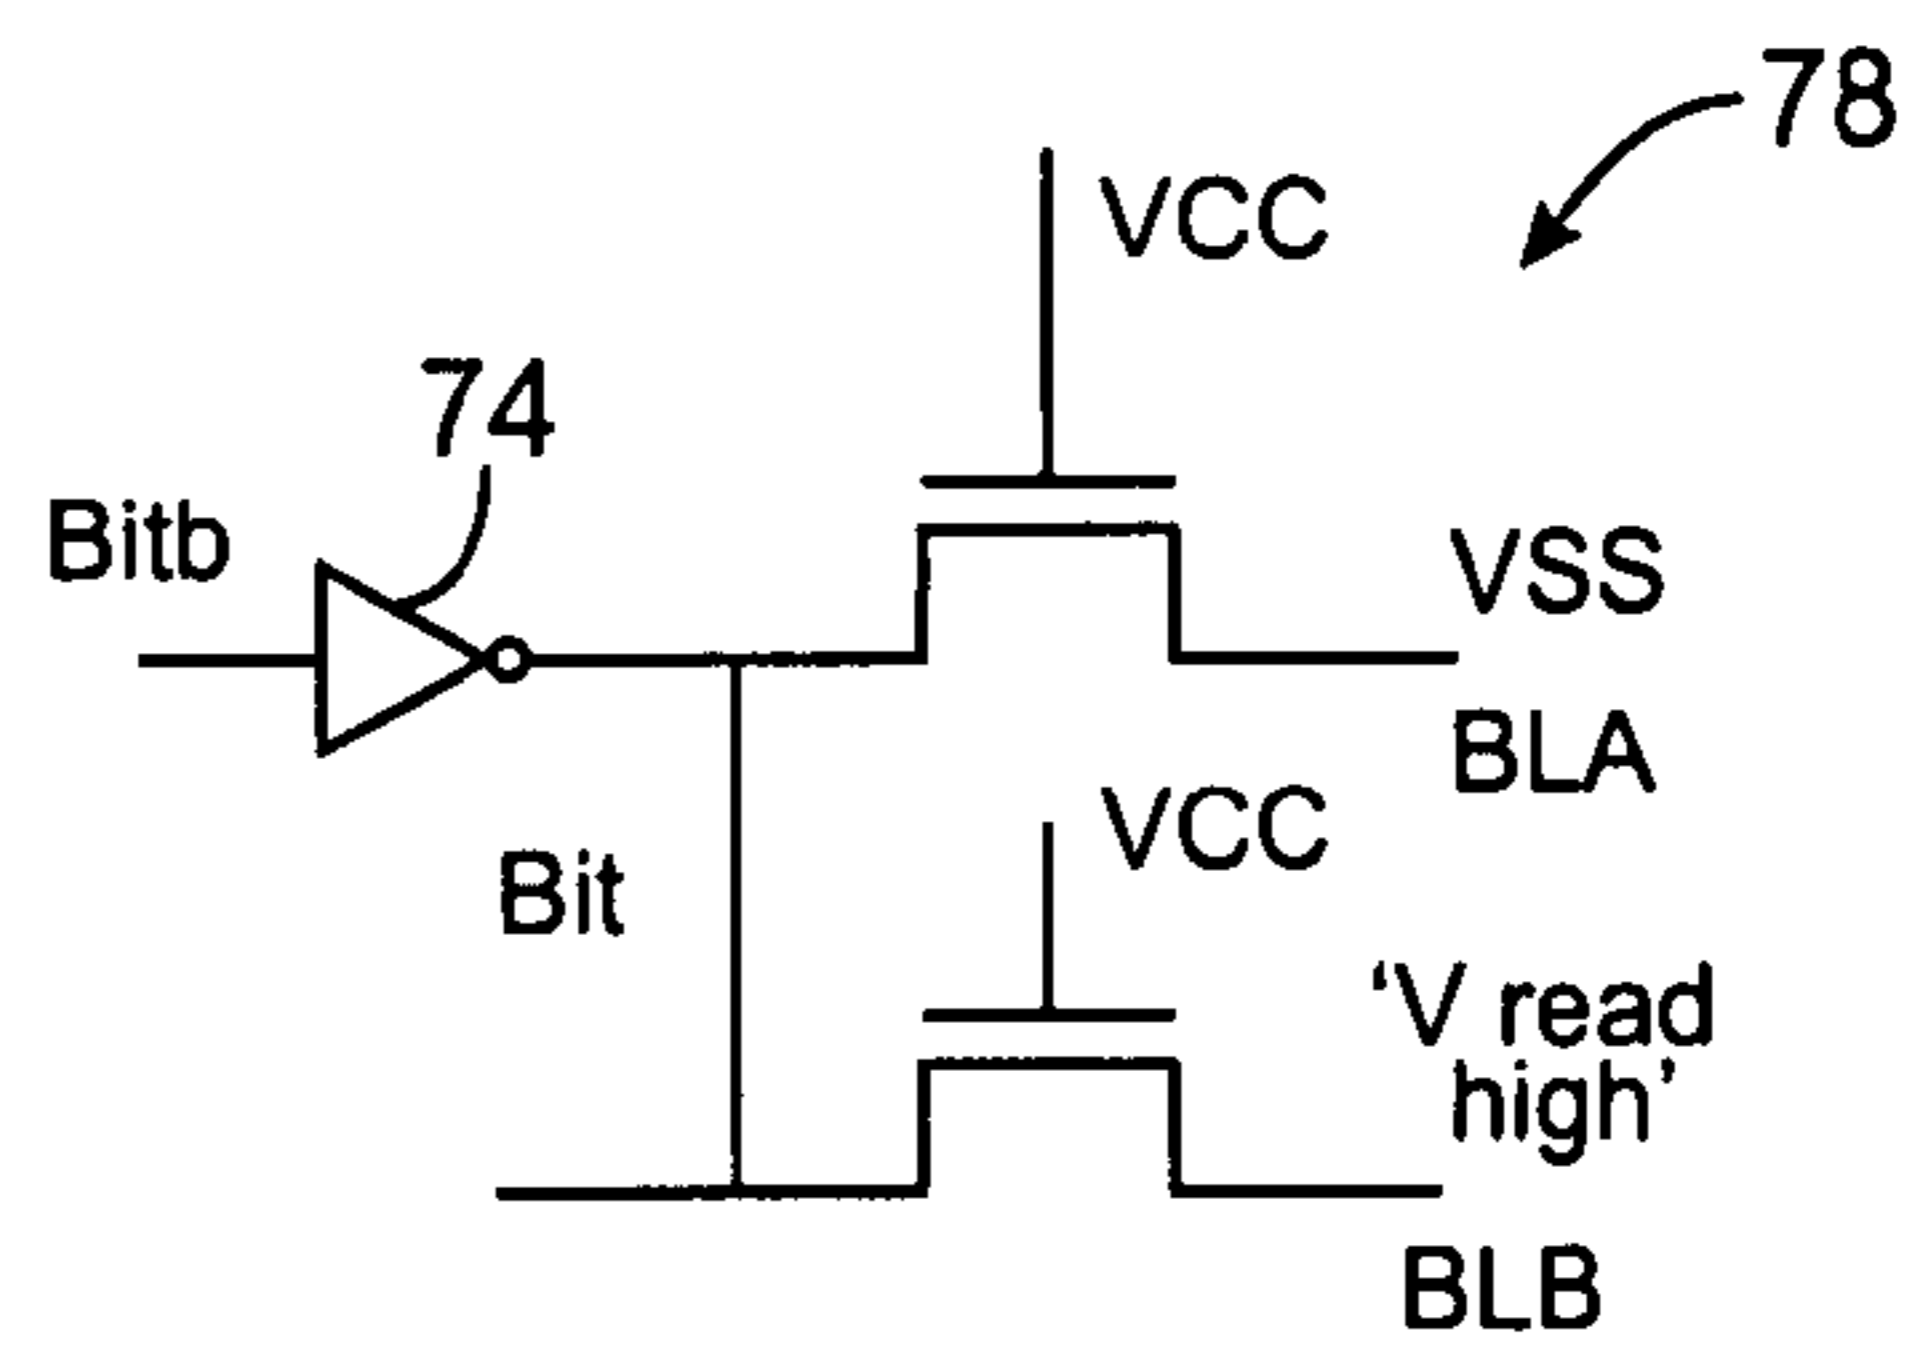 78
VCC
74
Bitb
VSS
BLA
VCC
Bit
‘V read
high’
BLB